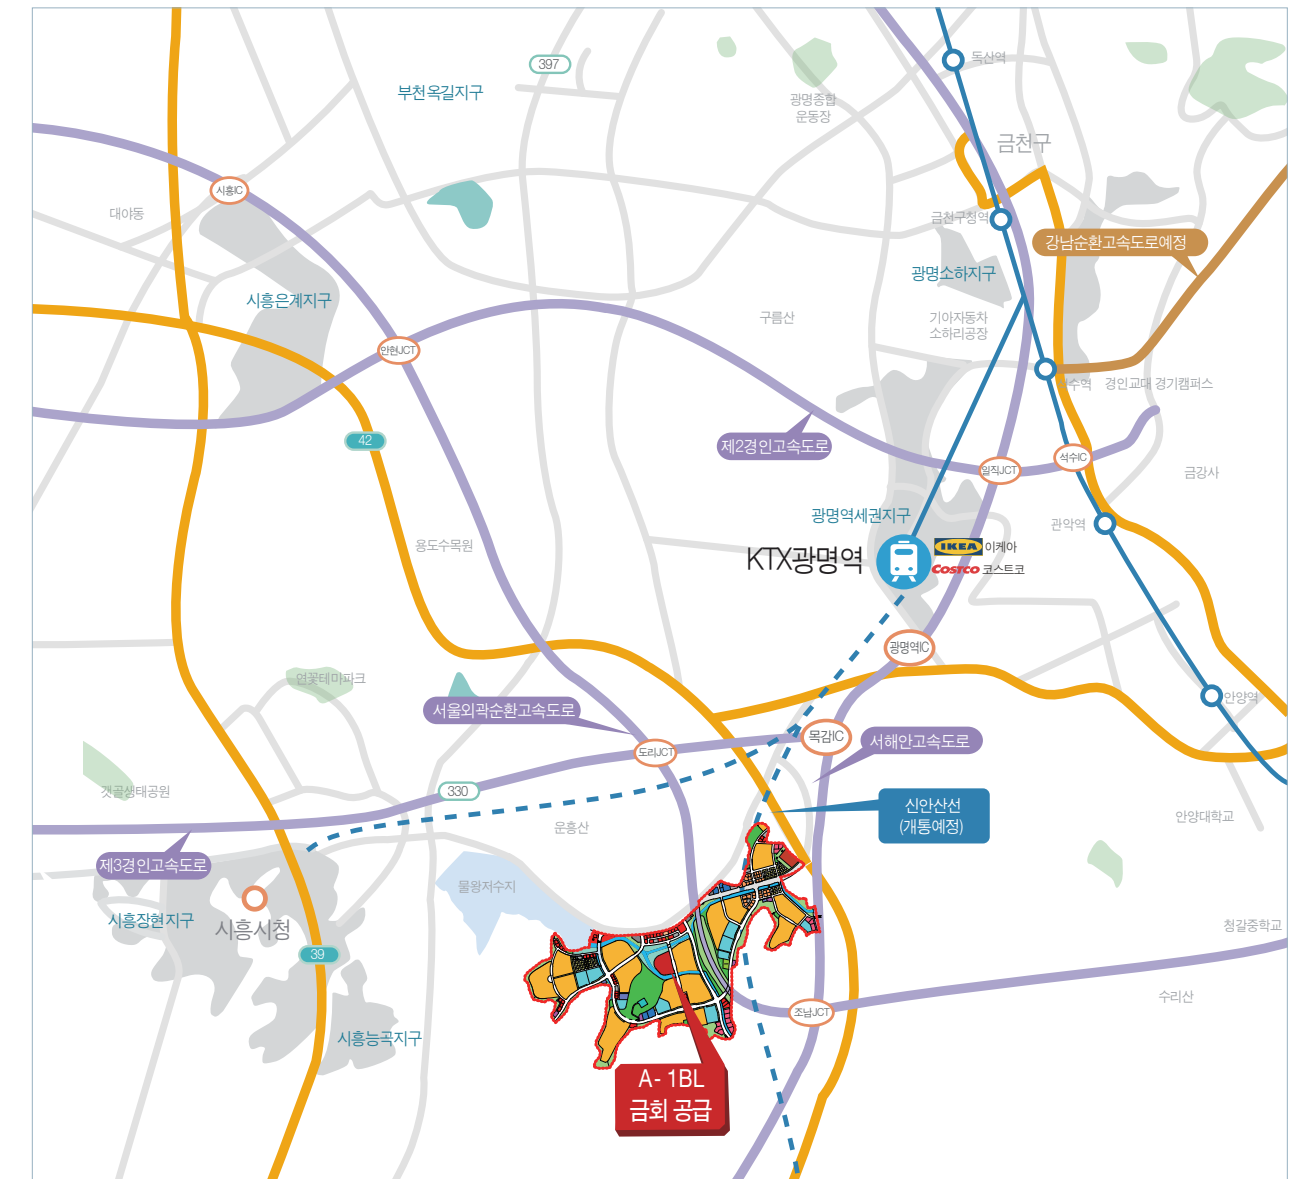 독산역
397
부천옥길지구
광명종합
운동장
금천구
시흥IC
대야동
금천구청역
강남순환고속도로예정
광명소하지구
시흥은계지구
구름산
기아자동차
소하리공장
안현JCT
경인교대 경기캠퍼스
42
제2경인고속도로
석수IC
일직JCT
금강사
광명역세권지구
관악역
용도수목원
KTX광명역
IKEA
이케아
COSTCO
코스트코
광명역IC
연꽃테마파크
안양역
서울외곽순환고속도로
목감IC
서해안고속도로
도리JCT
갯골생태공원
330
신안산선
(개통예정)
운흥산
안양대학교
제3경인고속도로
물왕저수지
시흥장현지구
시흥시청
청갈중학교
39
수리산
조남JCT
시흥능곡지구
A- 1BL
금회 공급